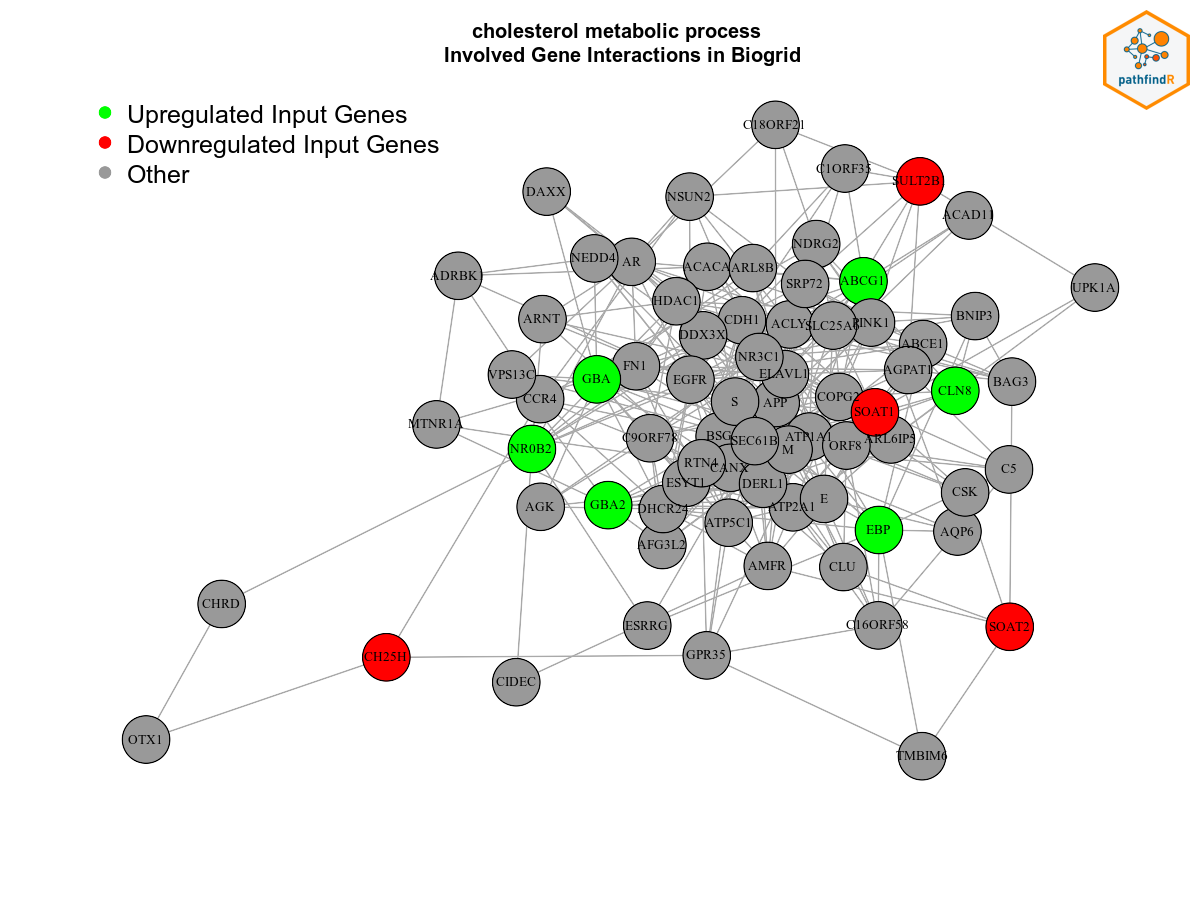 cholesterol metabolic process
Involved Gene Interactions in Biogrid
pathfindR
Upregulated Input Genes
Downregulated Input Genes
Other
C18ORF21
C1ORF35
SULT2B1
DAXX
NSUN2
ACAD11
NDRG2
NEDD4
AR
ACACA
ARL8B
ADRBK
SRP72
ABCG1
UPK1A
HDAC1
ARNT
CDH1
ACLY
SLC25A6
PINK1
BNIP3
DDX3X
ABCE1
NR3C1
FN1
VPS13C
GBA
EGFR
ELAVL1
AGPAT1
BAG3
CLN8
CCR4
S
APP
COPG2
SOAT1
MTNR1A
C9ORF78
BSG
SEC61B
ATP1A1
M
ORF8
ARL6IP5
NR0B2
RTN4
CANX
C5
ESYT1
DERL1
CSK
AGK
GBA2
DHCR24
ATP2A1
E
ATP5C1
EBP
AQP6
AFG3L2
AMFR
CLU
CHRD
ESRRG
C16ORF58
SOAT2
CH25H
GPR35
CIDEC
OTX1
TMBIM6